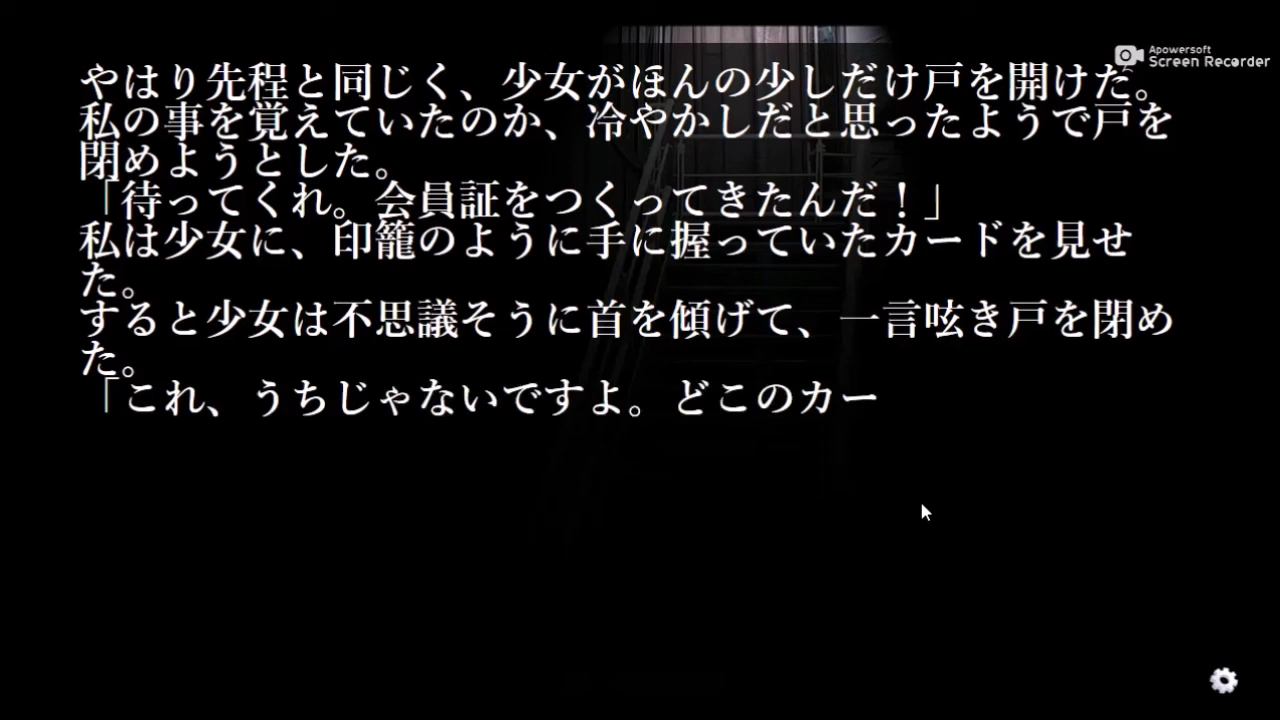 Apowersoft
Screen Recorder
やはり先程と同じく、少女がほんの少しだけ戸を開けた。
私の事を覚えていたのか、冷やかしだと思ったようで戸を
閉めようとした。
「待ってくれ。会員証をつくってきたんだ！」
私は少女に、印籠のように手に握っていたカードを見せ
た。
すると少女は不思議そうに首を傾げて、一言呟き戸を閉め
た。
「これ、うちじゃないですよ。どこのカー